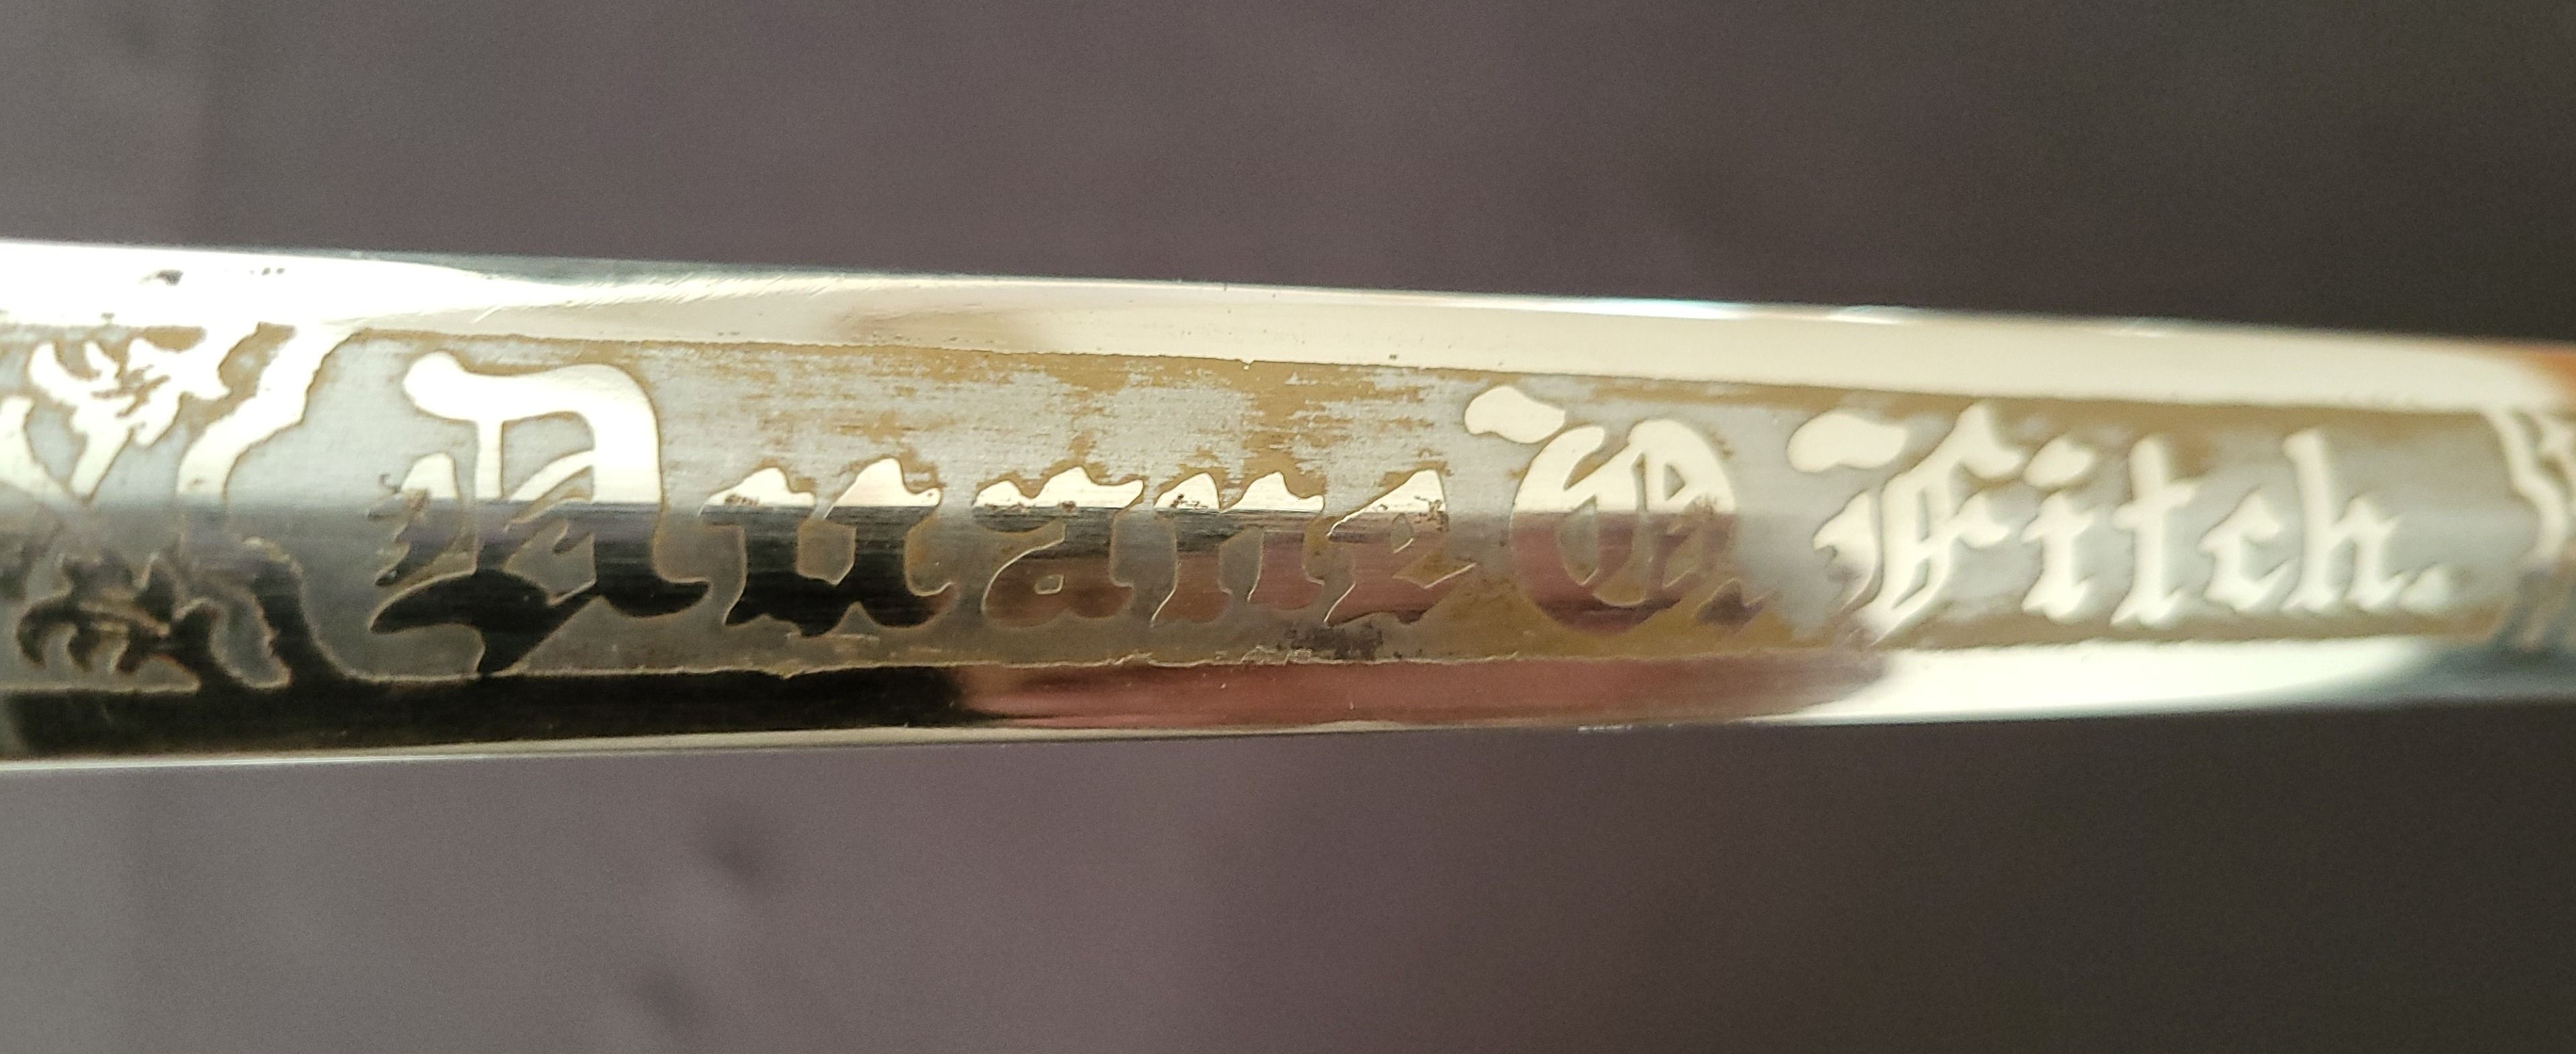 Duane O. Fitch.